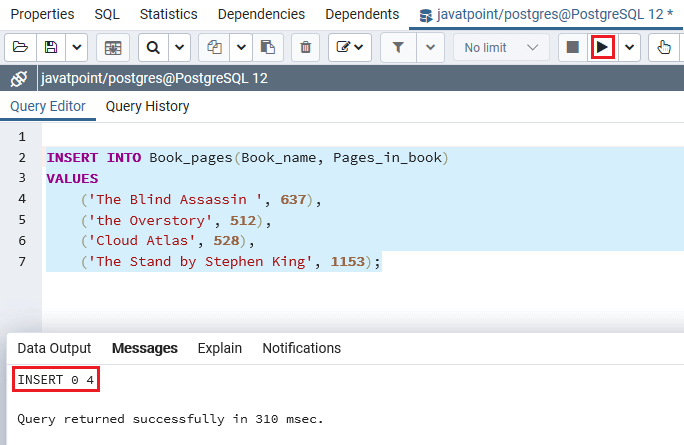 Properties SQL Statistics Dependencies Dependents javatpoint/postgres@PostgreSQL 12 *
No limit
javatpoint/postgres@PostgreSQL 12
Query Editor Query History
1
2 INSERT INTO Book_pages(Book_name, Pages_in_book)
3 VALUES
4 ('The Blind Assassin ', 637),
5 ('the Overstory', 512),
6 ('Cloud Atlas', 528),
7 ('The Stand by Stephen King', 1153);
Data Output Messages Explain Notifications
INSERT 0 4
Query returned successfully in 310 msec.